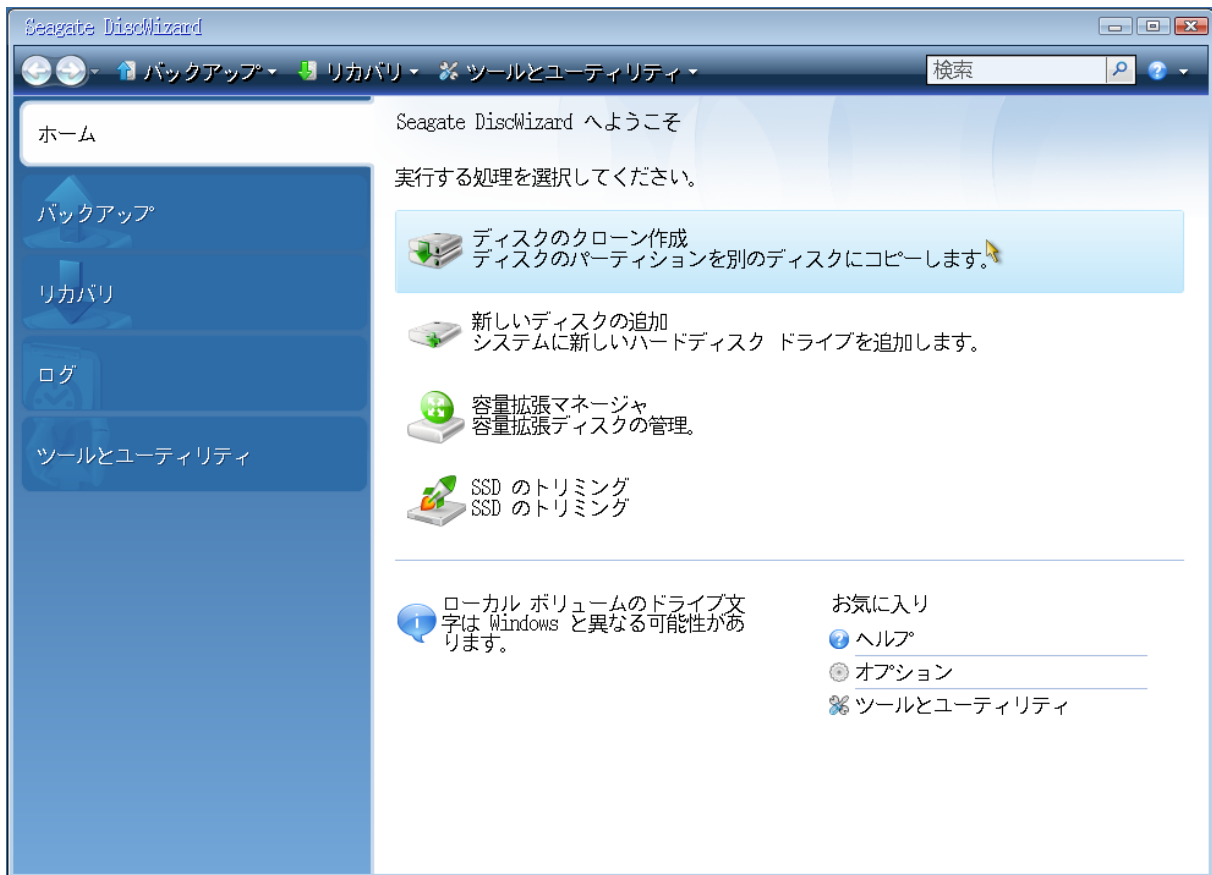 Seagate DiscWizard
バックアップ リカバリ ツールとユーティリティ 検索
ホーム
バックアップ
リカバリ
ログ
ツールとユーティリティ
Seagate DiscWizard へようこそ
実行する処理を選択してください。
ディスクのクローン作成
ディスクのパーティションを別のディスクにコピーします。
新しいディスクの追加
システムに新しいハードディスク ドライブを追加します。
容量拡張マネージャ
容量拡張ディスクの管理。
SSD のトリミング
SSD のトリミング
ローカル ボリュームのドライブ文
字は Windows と異なる可能性があ
ります。
お気に入り
ヘルプ
オプション
ツールとユーティリティ